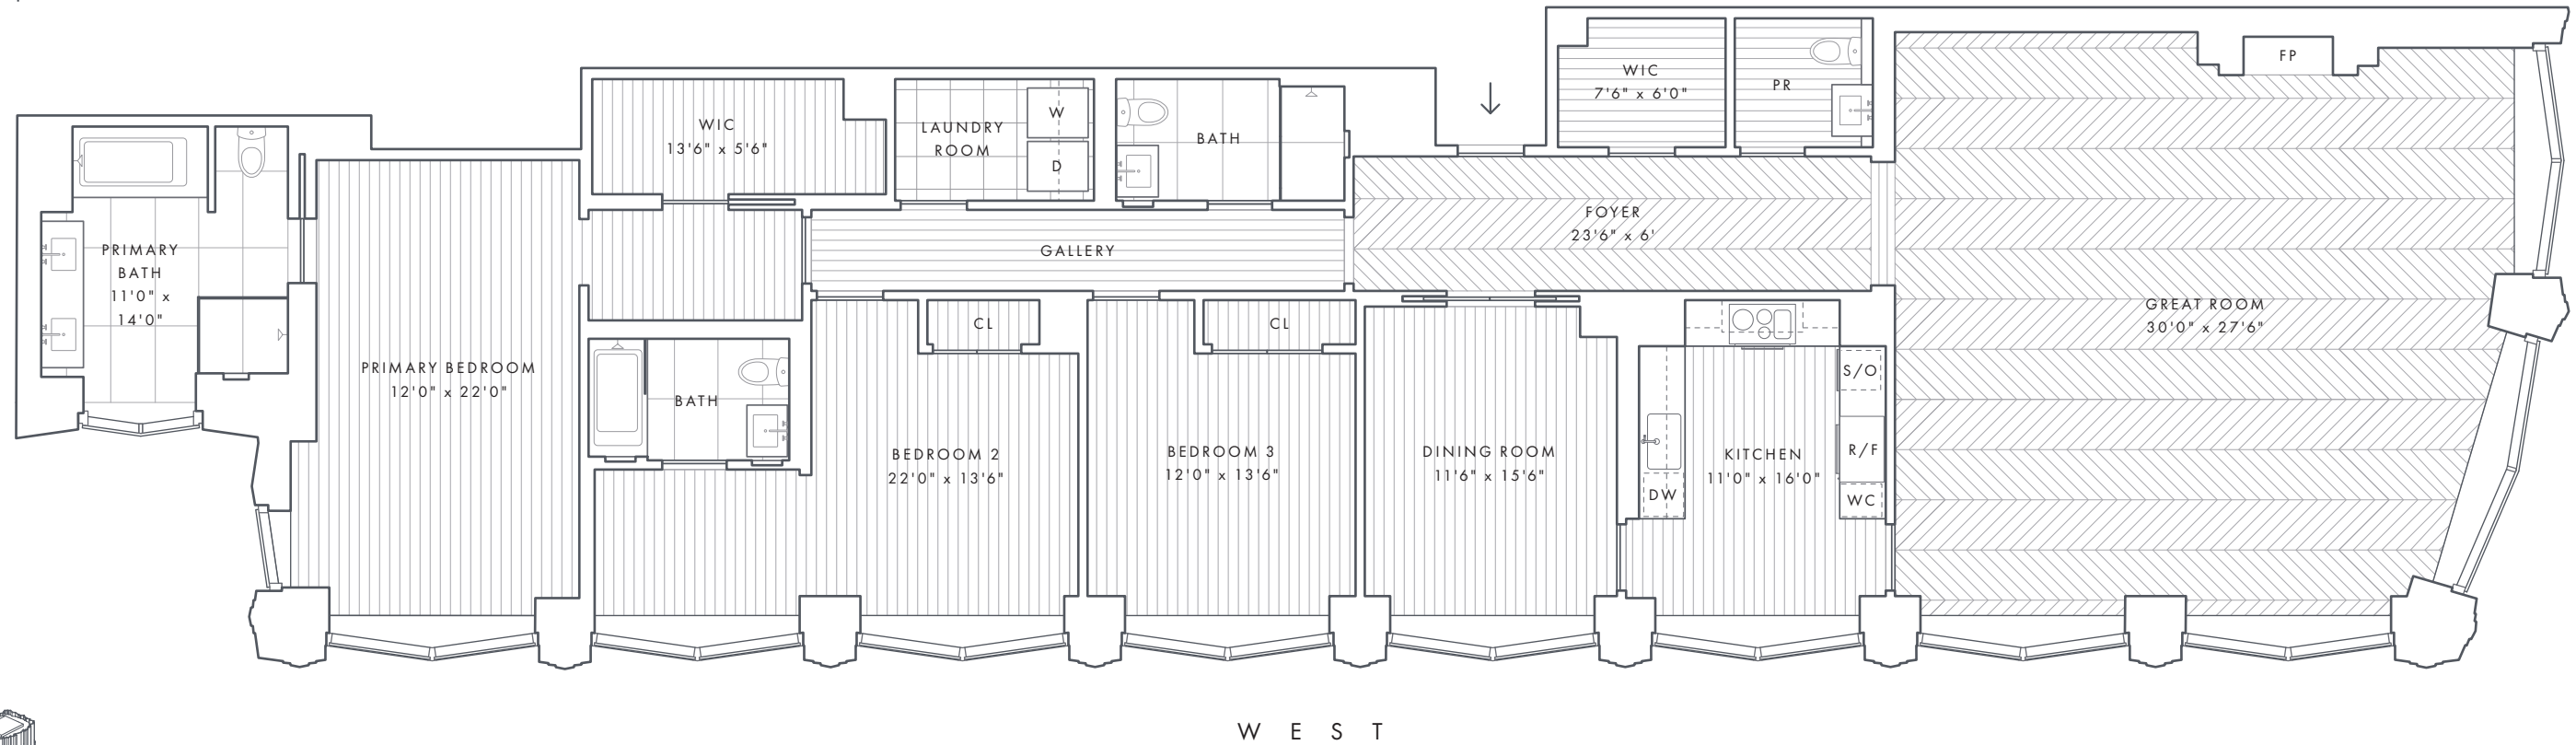 FP
WIC
7'6" x 6'0"
PR
WIC
13'6" x 5'6"
LAUNDRY
ROOM
W
D
BATH
FOYER
23'6" x 6'
GALLERY
PRIMARY
BATH
11'0" x
14'0"
GREAT ROOM
30'0" x 27'6"
CL
CL
PRIMARY BEDROOM
12'0" x 22'0"
S/O
BATH
BEDROOM 2
22'0" x 13'6"
BEDROOM 3
12'0" x 13'6"
DINING ROOM
11'6" x 15'6"
KITCHEN
11'0" x 16'0"
R/F
DW
WC
WEST